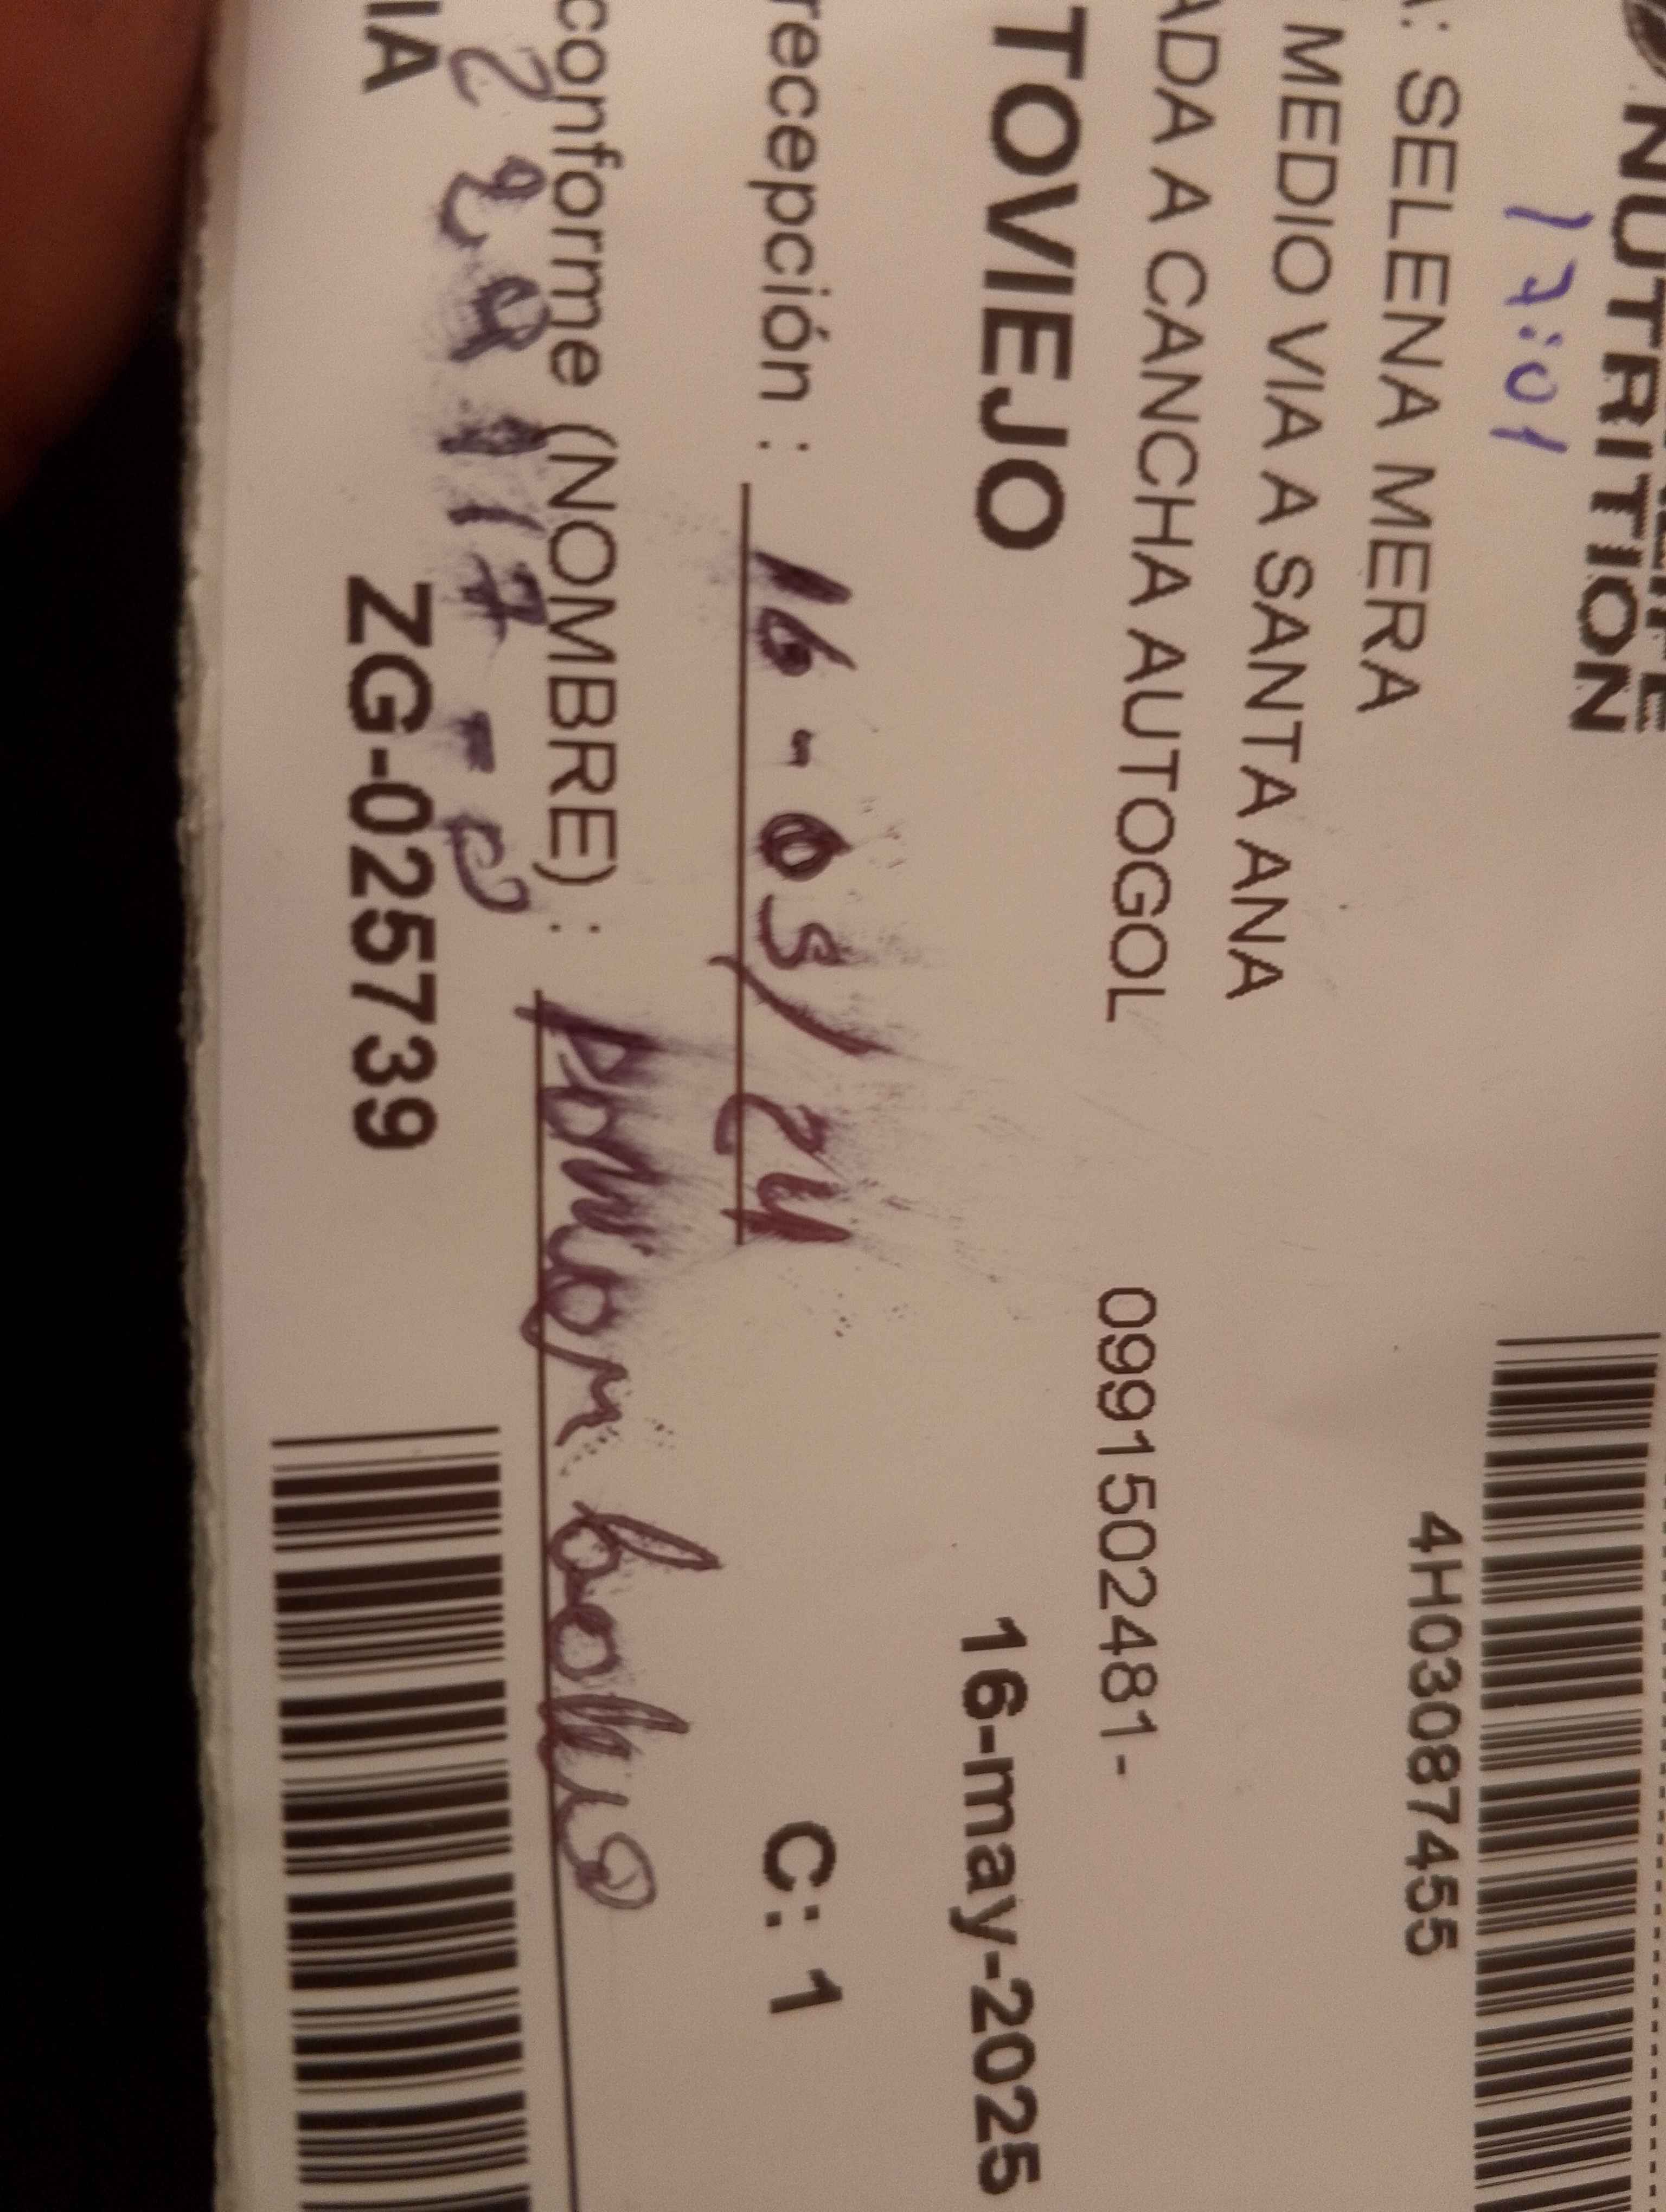 NUTRITION
17:01
4H03087455
: SELENA MERA
MEDIO VIA A SANTA ANA
ADA A CANCHA AUTOGOL 0991502481-
TOVIEJO 16-may-2025
recepción : 16-05/24
C: 1
conforme (NOMBRE) :
IA ZG-025739